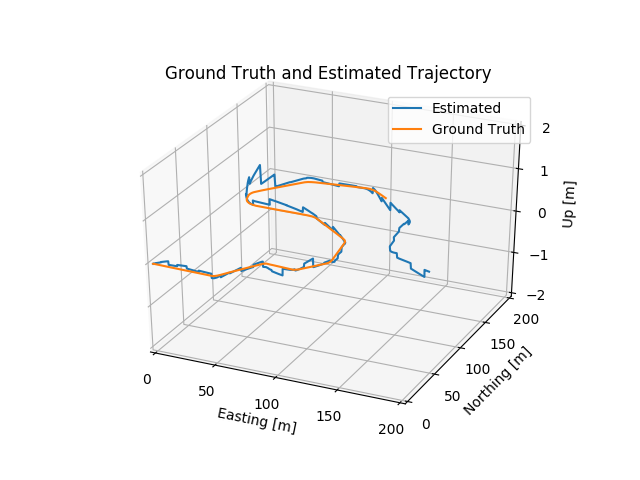 Ground Truth and Estimated Trajectory
Estimated
Ground Truth
2
1
0
−1
−2
Up [m]
0
50
100
150
200
Easting [m]
0
50
100
150
200
Northing [m]